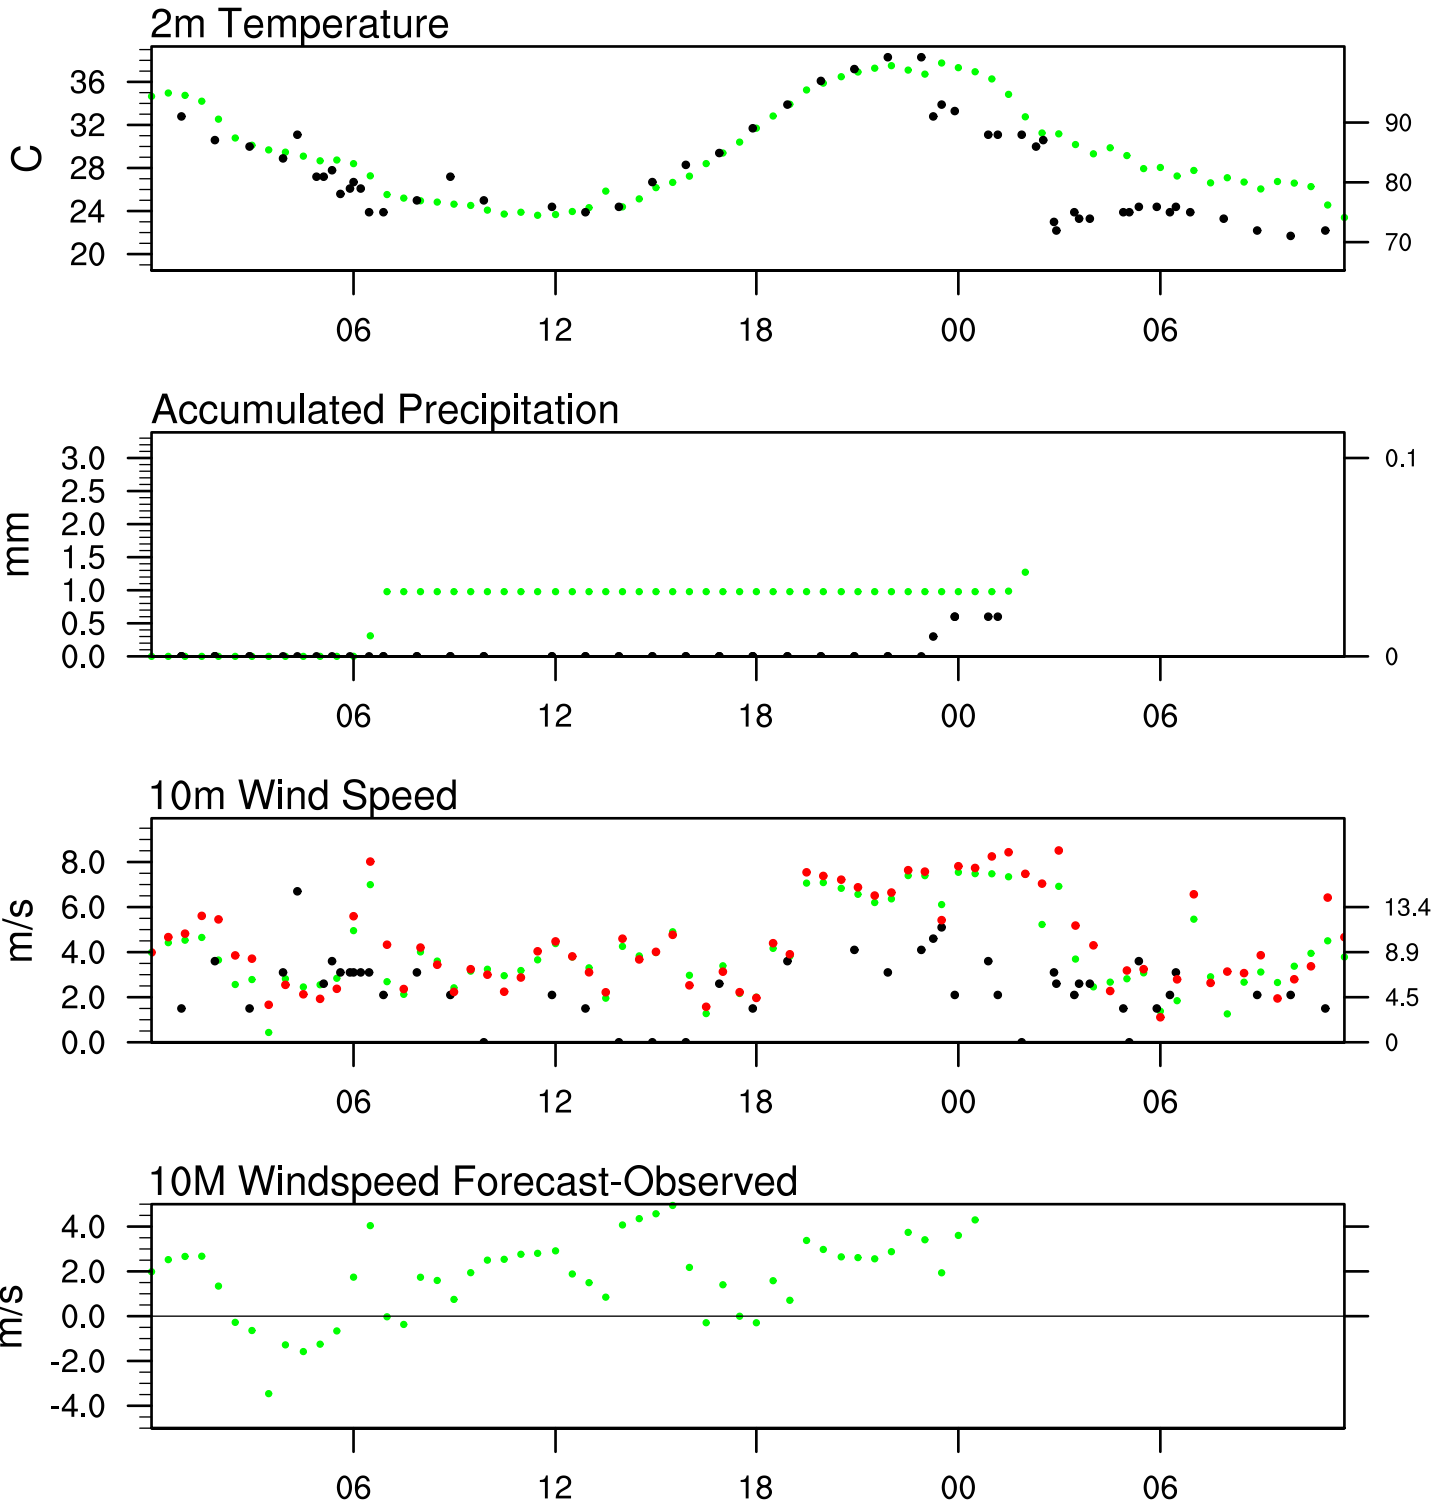 2m Temperature
36
32
28
24
20
C
90
80
70
06 12 18 00 06
Accumulated Precipitation
3.0
2.5
2.0
1.5
1.0
0.5
0.0
mm
0.1
0
06 12 18 00 06
10m Wind Speed
8.0
6.0
4.0
2.0
0.0
m/s
13.4
8.9
4.5
0
06 12 18 00 06
10M Windspeed Forecast-Observed
4.0
2.0
0.0
-2.0
-4.0
m/s
06 12 18 00 06